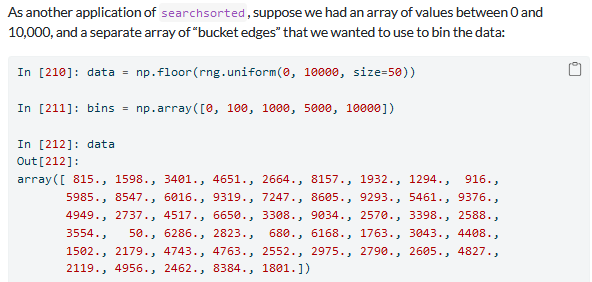 As another application of searchsorted, suppose we had an array of values between 0 and
10,000, and a separate array of “bucket edges” that we wanted to use to bin the data:
In [210]: data = np.floor(rng.uniform(0, 10000, size=50))
In [211]: bins = np.array([0, 100, 1000, 5000, 10000])
In [212]: data
Out[212]:
array([ 815., 1598., 3401., 4651., 2664., 8157., 1932., 1294., 916.,
5985., 8547., 6016., 9319., 7247., 8605., 9293., 5461., 9376.,
4949., 2737., 4517., 6650., 3308., 9034., 2570., 3398., 2588.,
3554., 50., 6286., 2823., 680., 6168., 1763., 3043., 4408.,
1502., 2179., 4743., 4763., 2552., 2975., 2790., 2605., 4827.,
2119., 4956., 2462., 8384., 1801.])